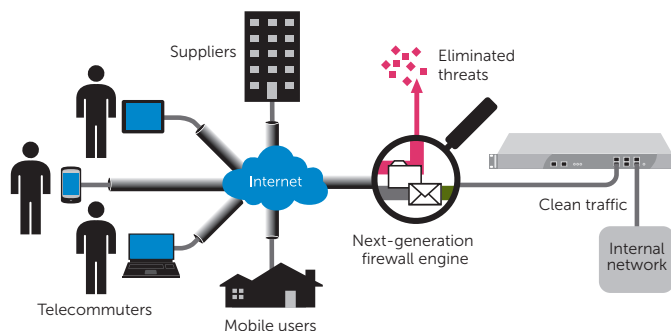 Suppliers
Eliminated
threats
Internet
Clean traffic
Next-generation
firewall engine
Internal
network
Telecommuters
Mobile users